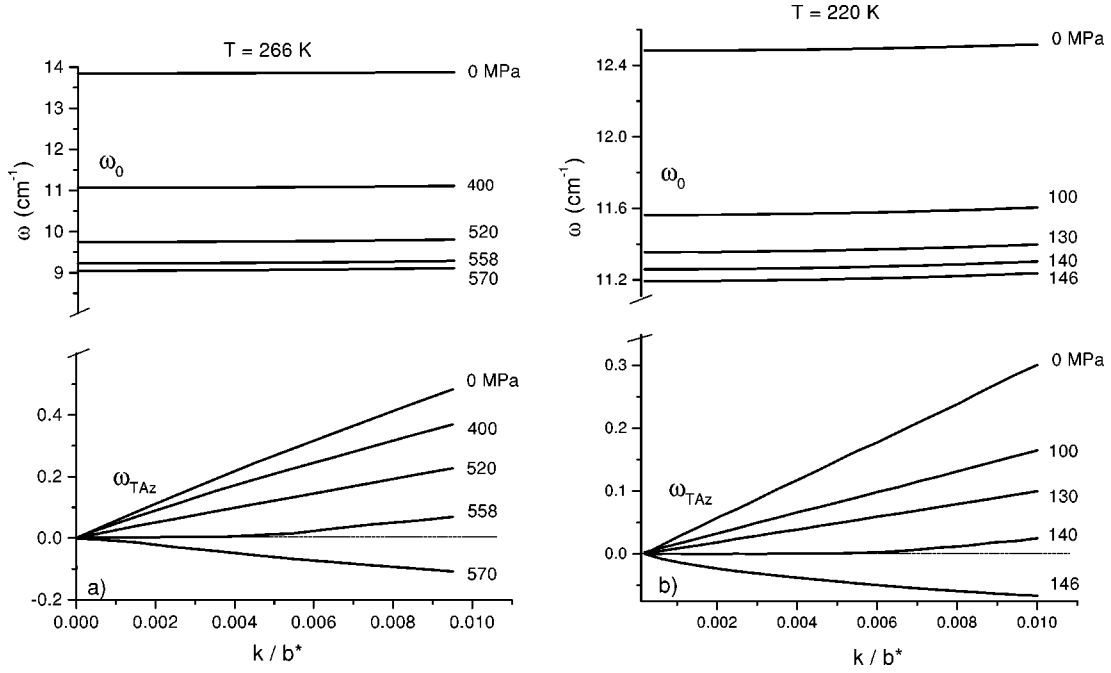 T = 266 K
14
13
12
11
10
9
ω (cm⁻¹)
ω₀
0 MPa
400
520
558
570
0.4
0.2
0.0
-0.2
ω_TAz
0 MPa
400
520
558
570
a)
0.000 0.002 0.004 0.006 0.008 0.010
k / b*
T = 220 K
12.4
12.0
11.6
11.2
ω (cm⁻¹)
ω₀
0 MPa
100
130
140
146
0.3
0.2
0.1
0.0
ω_TAz
0 MPa
100
130
140
146
b)
0.002 0.004 0.006 0.008 0.010
k / b*